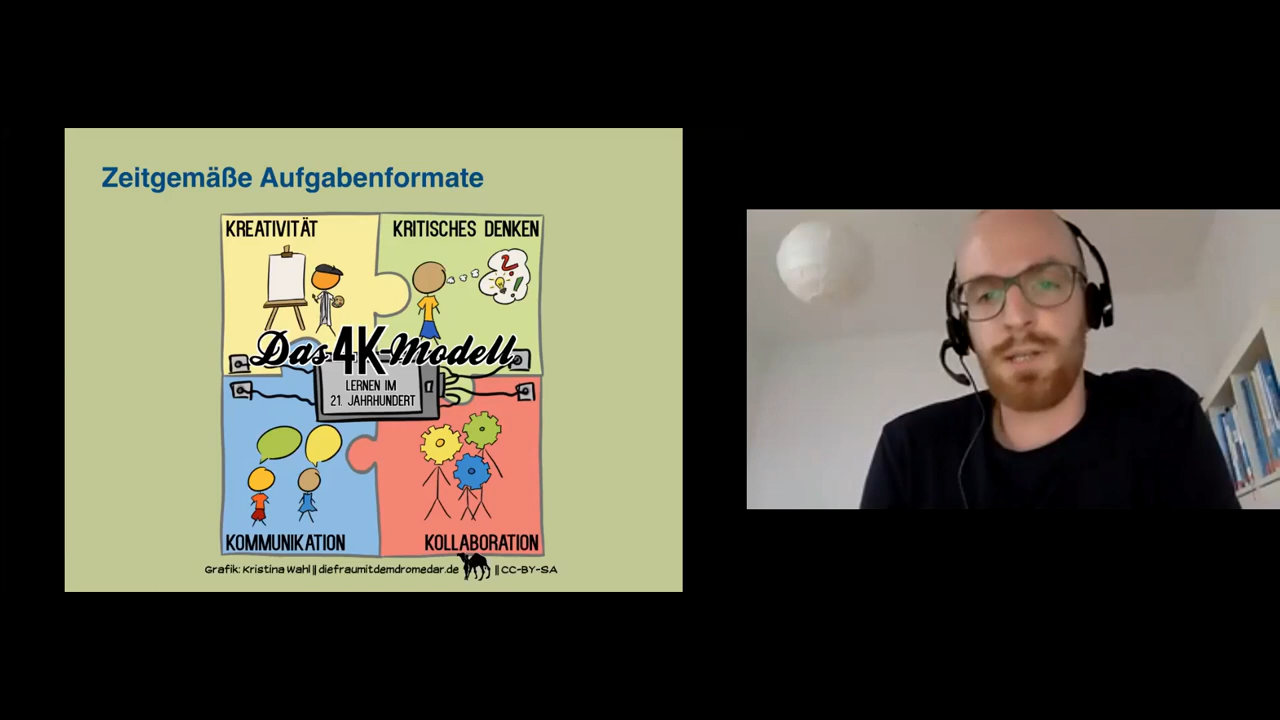 Zeitgemäße Aufgabenformate
KREATIVITÄT
KRITISCHES DENKEN
Das 4K-Modell
LERNEN IM
21. JAHRHUNDERT
KOMMUNIKATION
KOLLABORATION
Grafik: Kristina Wahl || diefraumitdemdromedar.de || CC-BY-SA